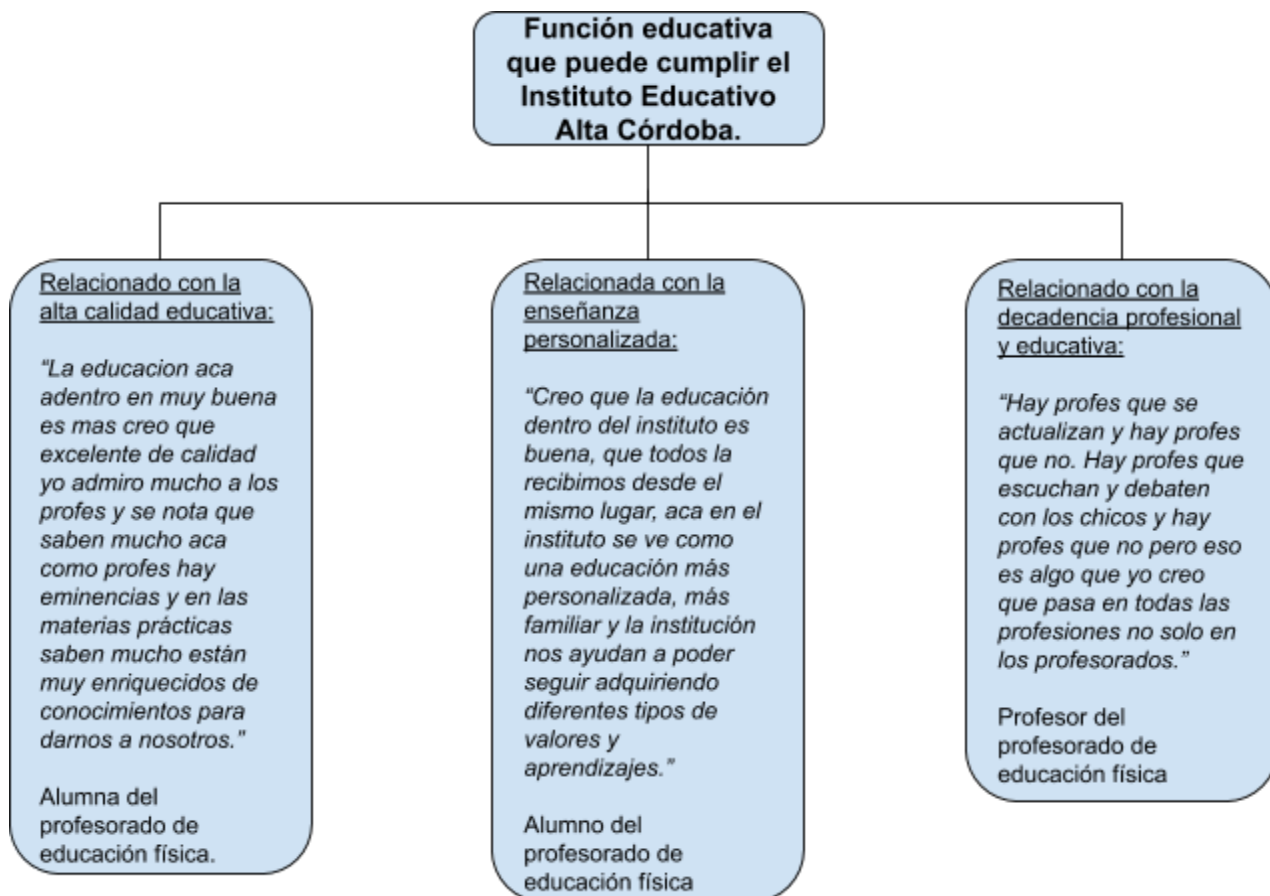 Función educativa
que puede cumplir el
Instituto Educativo
Alta Córdoba.
Relacionado con la
alta calidad educativa:
“La educacion aca
adentro en muy buena
es mas creo que
excelente de calidad
yo admiro mucho a los
profes y se nota que
saben mucho aca
como profes hay
eminencias y en las
materias prácticas
saben mucho están
muy enriquecidos de
conocimientos para
darnos a nosotros.”
Alumna del
profesorado de
educación física.
Relacionada con la
enseñanza
personalizada:
“Creo que la educación
dentro del instituto es
buena, que todos la
recibimos desde el
mismo lugar, aca en el
instituto se ve como
una educación más
personalizada, más
familiar y la institución
nos ayudan a poder
seguir adquiriendo
diferentes tipos de
valores y
aprendizajes.”
Alumno del
profesorado de
educación física
Relacionado con la
decadencia profesional
y educativa:
“Hay profes que se
actualizan y hay profes
que no. Hay profes que
escuchan y debaten
con los chicos y hay
profes que no pero eso
es algo que yo creo
que pasa en todas las
profesiones no solo en
los profesorados.”
Profesor del
profesorado de
educación física